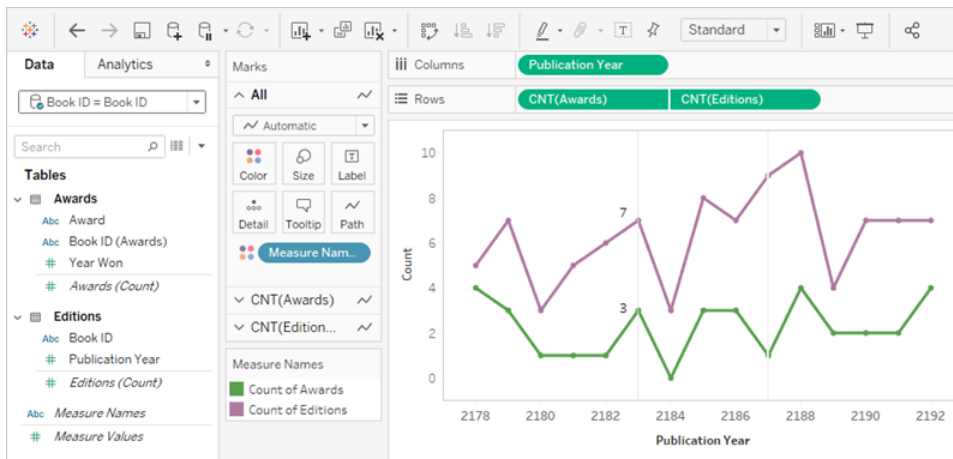 Standard
Data
Analytics
Book ID = Book ID
Search
Tables
Awards
Abc Award
Abc Book ID (Awards)
# Year Won
# Awards (Count)
Editions
Abc Book ID
# Publication Year
# Editions (Count)
Abc Measure Names
# Measure Values
Marks
All
Automatic
Color
Size
T
Label
Detail
Tooltip
Path
Measure Nam..
CNT(Awards)
CNT(Edition...
Measure Names
Count of Awards
Count of Editions
iii Columns
Publication Year
Rows
CNT(Awards)
CNT(Editions)
10
8
6
4
2
0
Count
7
3
2178
2180
2182
2184
2186
2188
2190
2192
Publication Year